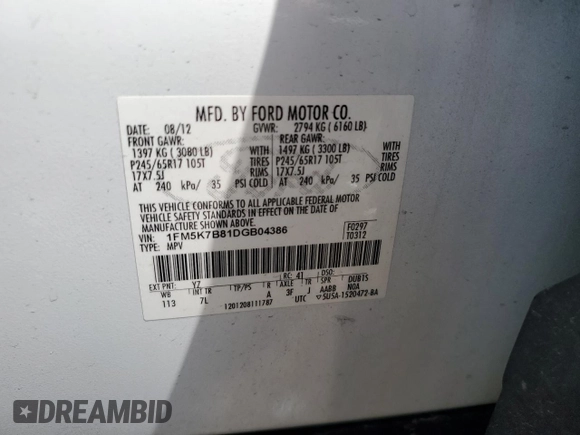 MFD. BY FORD MOTOR CO.
DATE: 08/12 GVWR: 2794 KG ( 6160 LB)
FRONT GAWR: REAR GAWR:
1397 KG ( 3080 LB) WITH 1497 KG ( 3300 LB) WITH
P245/65R17 105T TIRES P245/65R17 105T TIRES
17X7.5J RIMS 17X7.5J RIMS
AT 240 kPa/ 35 PSI COLD AT 240 kPa/ 35 PSI COLD
THIS VEHICLE CONFORMS TO ALL APPLICABLE FEDERAL MOTOR
VEHICLE SAFETY STANDARDS IN EFFECT ON THE DATE OF
MANUFACTURE SHOWN ABOVE.
VIN: 1FM5K7B81DGB04386 F0297
TYPE: MPV T0312
EXT PNT: Y7 RC: 41 DSO:
WB INT TR TP/PS R AXLE TR SPR DUBTS
113 7L A 3F J AABB NGA
1201208111787 UTC 5U5A-1520472-BA
DREAMBID